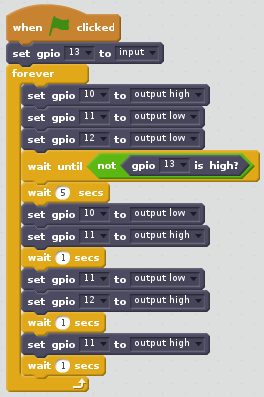 when clicked
set gpio 13 to input
forever
set gpio 10 to output high
set gpio 11 to output low
set gpio 12 to output low
wait until not gpio 13 is high?
wait 5 secs
set gpio 10 to output low
set gpio 11 to output high
wait 1 secs
set gpio 11 to output low
set gpio 12 to output high
wait 1 secs
set gpio 11 to output high
wait 1 secs